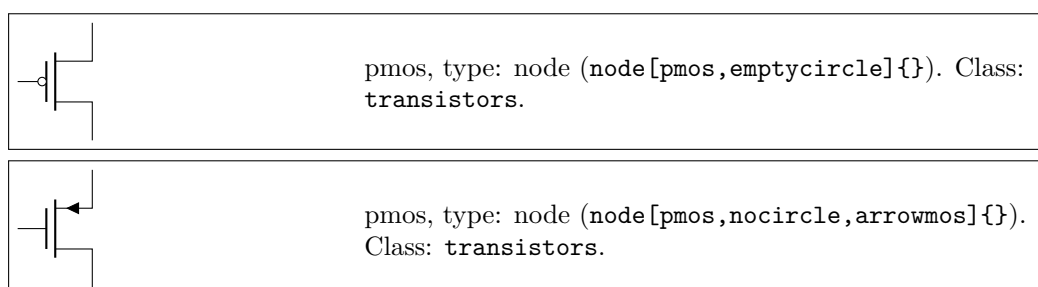 pmos, type: node (node[pmos,emptycircle]{}). Class:
transistors.
pmos, type: node (node[pmos,nocircle,arrowmos]{}).
Class: transistors.